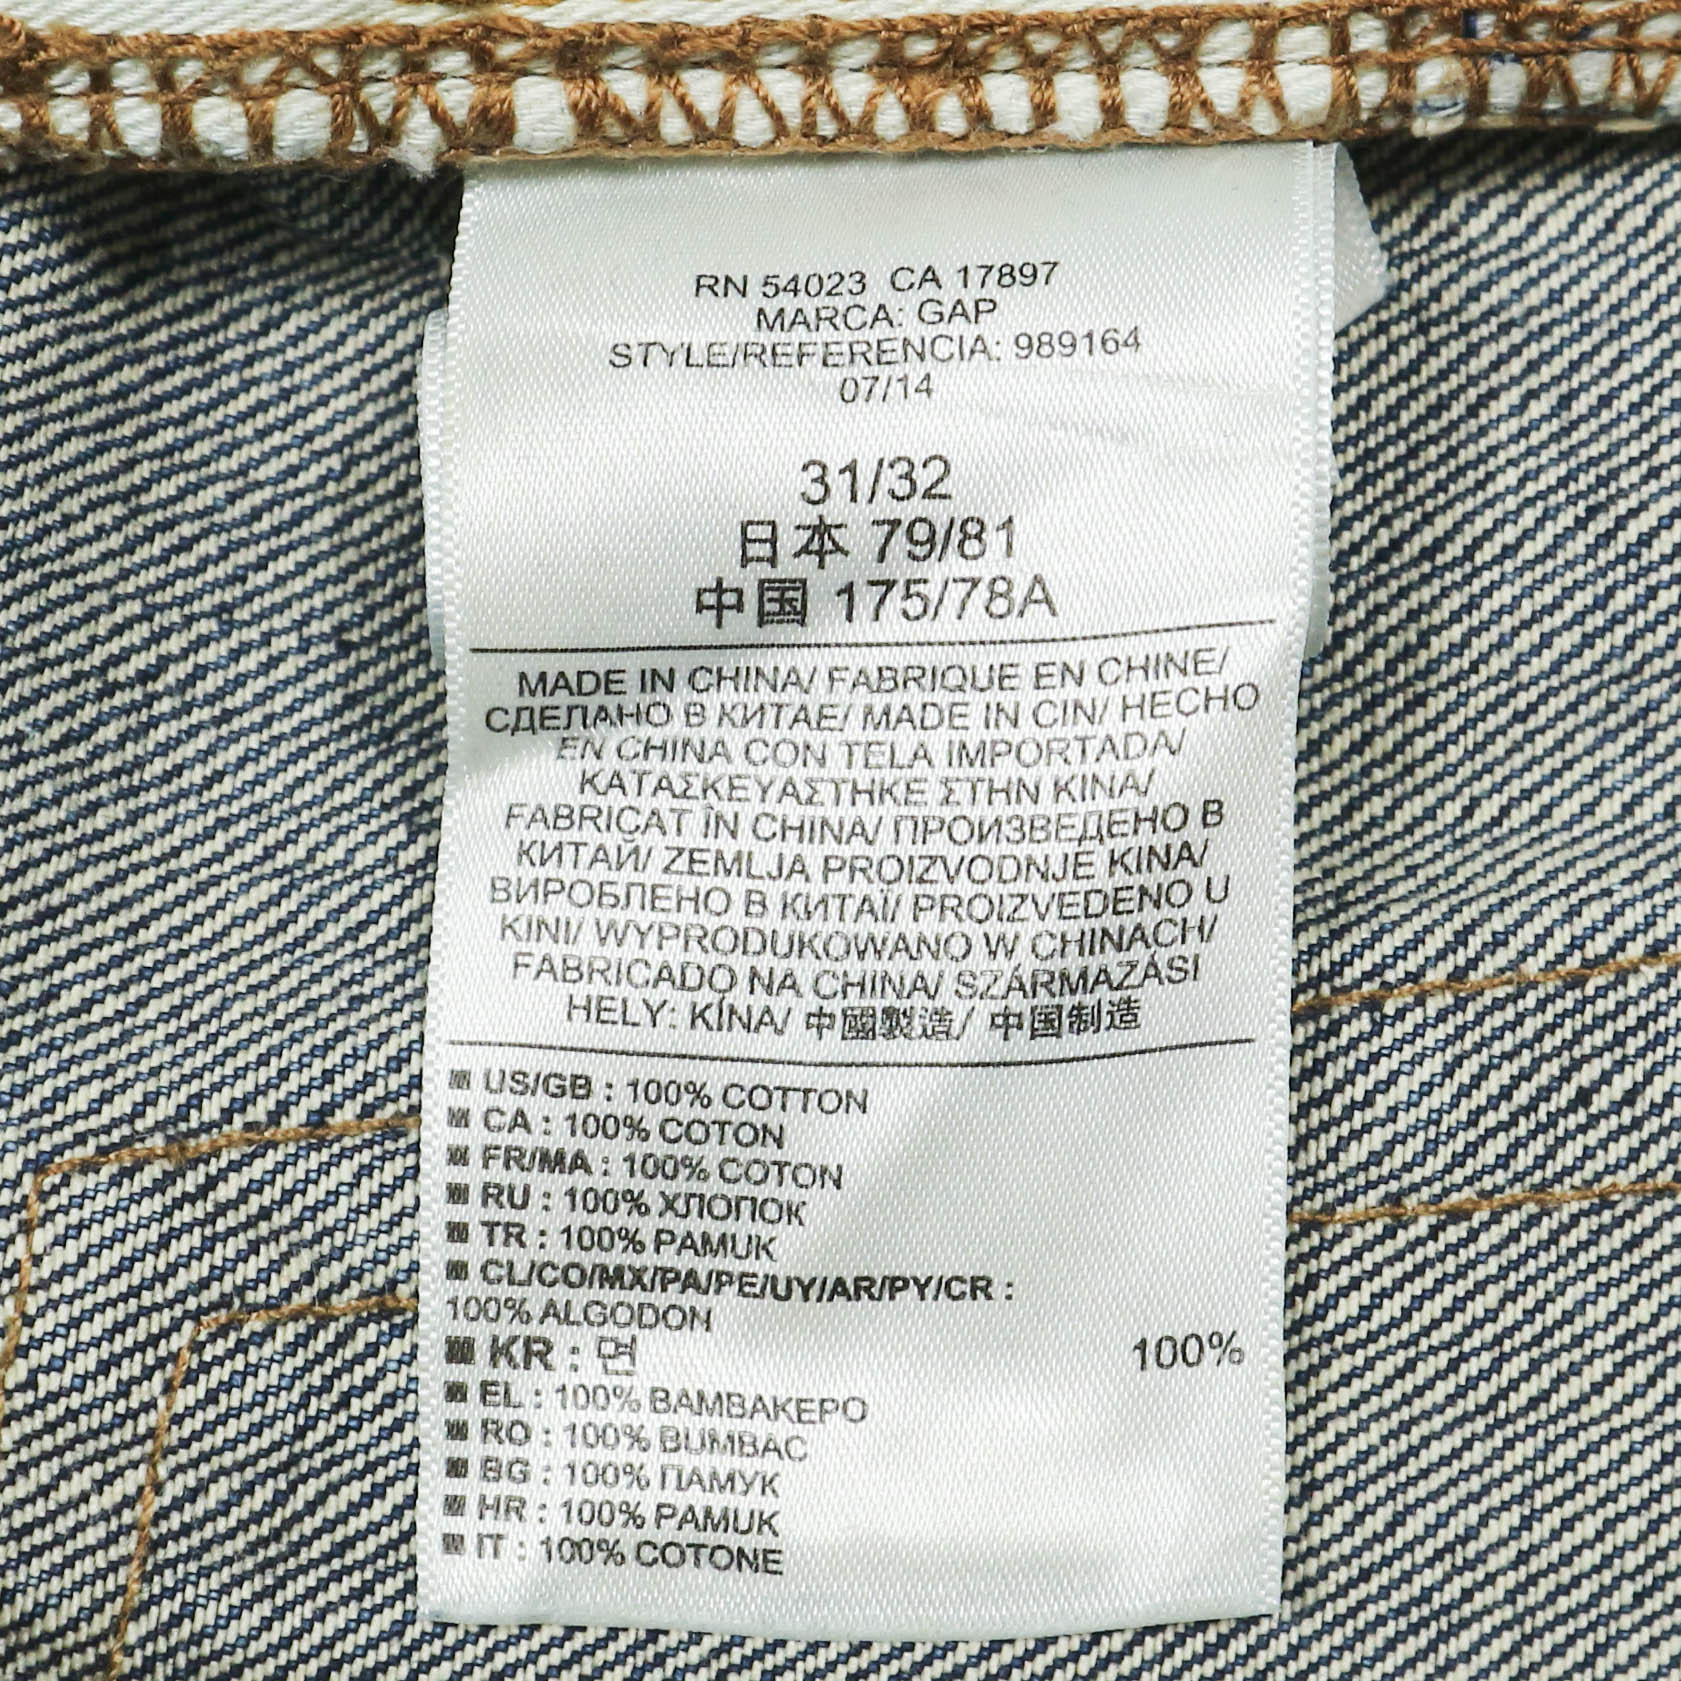 RN 54023 CA 17897
MARCA: GAP
STYLE/REFERENCIA: 989164
07/14
31/32
日本 79/81
中国 175/78A
MADE IN CHINA/ FABRIQUE EN CHINE/
СДЕЛАНО В КИТАЕ/ MADE IN CIN/ HECHO
EN CHINA CON TELA IMPORTADA/
ΚΑΤΑΣΚΕΥΑΣΤΗΚΕ ΣΤΗΝ ΚΙΝΑ/
FABRICAT ÎN CHINA/ ПРОИЗВЕДЕНО В
КИТАЙ/ ZEMLJA PROIZVODNJE KINA/
ВИРОБЛЕНО В КИТАЇ/ PROIZVEDENO U
KINI/ WYPRODUKOWANO W CHINACH/
FABRICADO NA CHINA/ SZÁRMAZÁSI
HELY: KÍNA/ 中國製造/ 中国制造
US/GB : 100% COTTON
CA : 100% COTON
FR/MA : 100% COTON
RU : 100% ХЛОПОК
TR : 100% PAMUK
CL/CO/MX/PA/PE/UY/AR/PY/CR :
100% ALGODON
KR : 면 100%
EL : 100% ΒΑΜΒΑΚΕΡΟ
RO : 100% BUMBAC
BG : 100% ПАМУК
HR : 100% PAMUK
IT : 100% COTONE